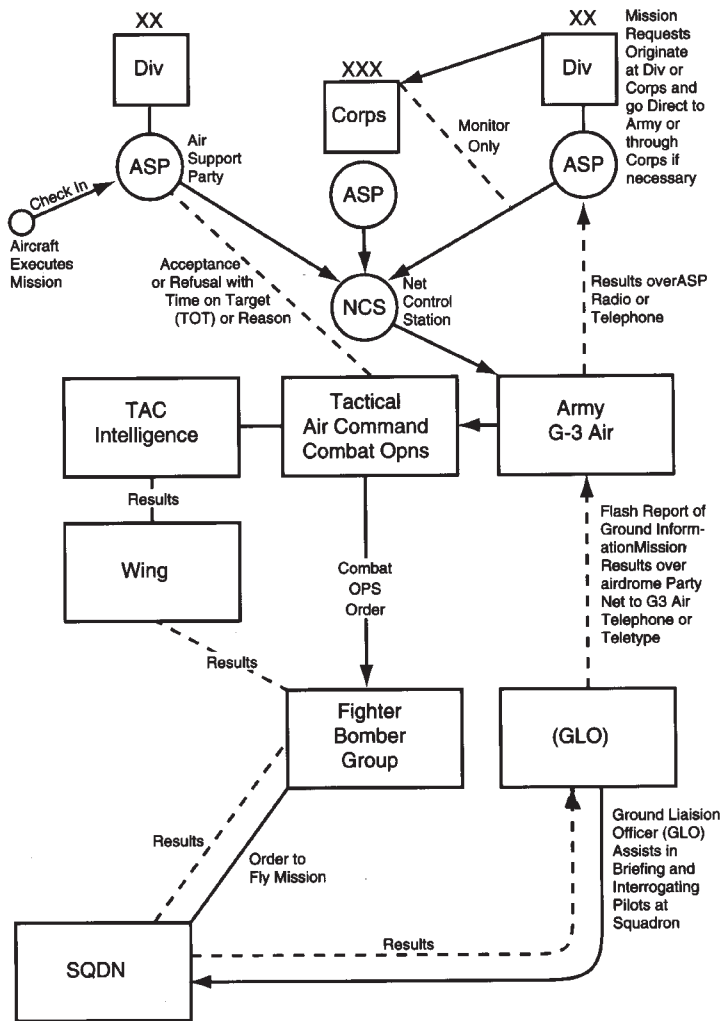 XX
Div
ASP
Air
Support
Party
Check In
Aircraft
Executes
Mission
XXX
Corps
ASP
Monitor
Only
XX
Div
ASP
Mission
Requests
Originate
at Div or
Corps and
go Direct to
Army or
through
Corps if
necessary
Acceptance
or Refusal with
Time on Target
(TOT) or Reason
NCS
Net
Control
Station
Results overASP
Radio or
Telephone
TAC
Intelligence
Tactical
Air Command
Combat Opns
Army
G-3 Air
Results
Wing
Combat
OPS
Order
Flash Report of
Ground Inform-
ationMission
Results over
airdrome Party
Net to G3 Air
Telephone or
Teletype
Results
Fighter
Bomber
Group
(GLO)
Results
Order to
Fly Mission
Ground Liaision
Officer (GLO)
Assists in
Briefing and
Interrogating
Pilots at
Squadron
SQDN
Results